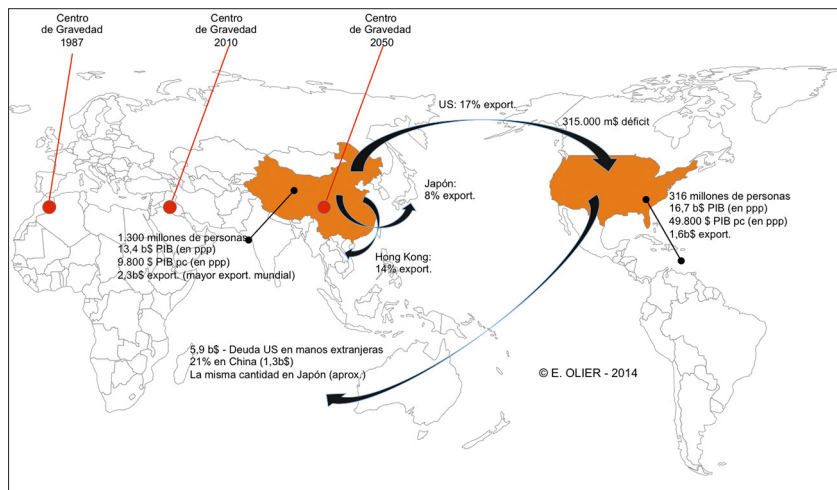 Centro
de Gravedad
1987
Centro
de Gravedad
2010
Centro
de Gravedad
2050
US: 17% export.
315.000 m$ déficit
Japón:
8% export.
316 millones de personas
16,7 b$ PIB (en ppp)
49.800 $ PIB pc (en ppp)
1,6b$ export.
1.300 millones de personas
13,4 b$ PIB (en ppp)
9.800 $ PIB pc (en ppp)
2,3b$ export. (mayor export. mundial)
Hong Kong:
14% export.
5,9 b$ - Deuda US en manos extranjeras
21% en China (1,3b$)
La misma cantidad en Japón (aprox.)
© E. OLIER - 2014